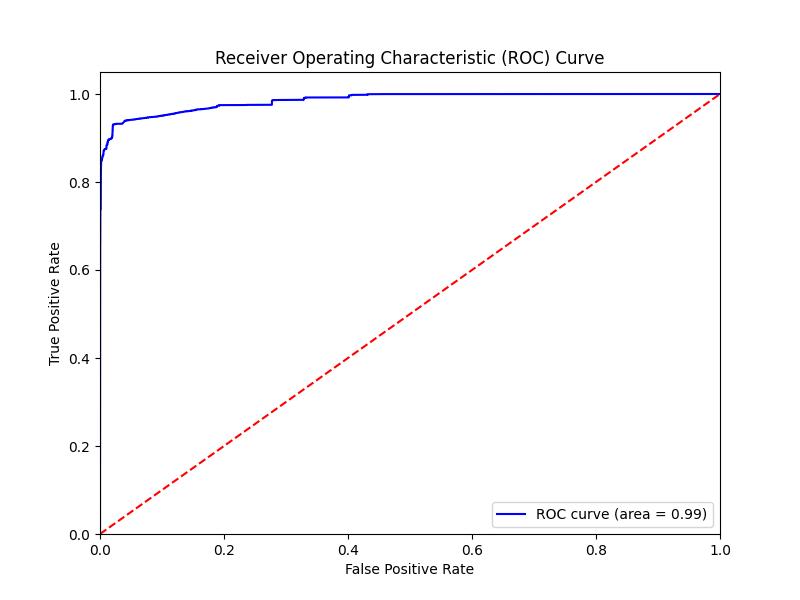 Receiver Operating Characteristic (ROC) Curve
1.0
0.8
0.6
0.4
0.2
0.0
True Positive Rate
ROC curve (area = 0.99)
0.0 0.2 0.4 0.6 0.8 1.0
False Positive Rate